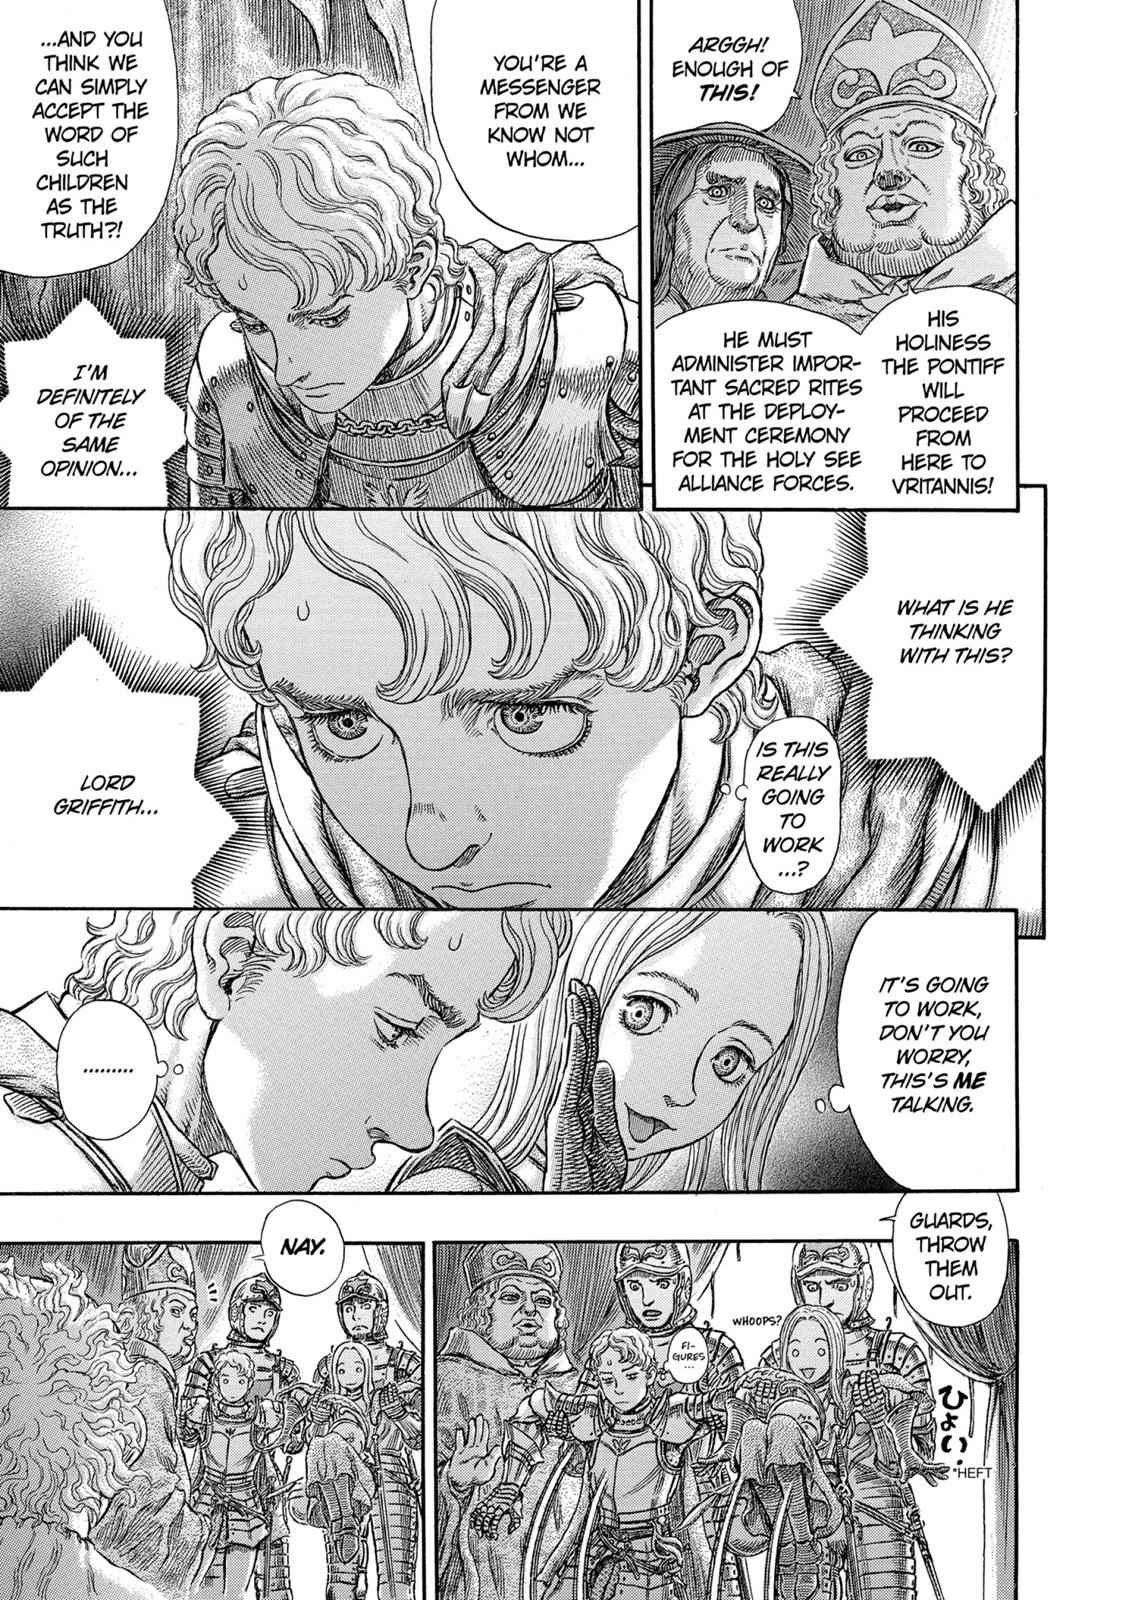 ARGGH!
ENOUGH OF
THIS!
HIS
HOLINESS
THE PONTIFF
WILL
PROCEED
FROM
HERE TO
VRITANNIS!
HE MUST
ADMINISTER IMPOR-
TANT SACRED RITES
AT THE DEPLOY-
MENT CEREMONY
FOR THE HOLY SEE
ALLIANCE FORCES.
YOU'RE A
MESSENGER
FROM WE
KNOW NOT
WHOM...
...AND YOU
THINK WE
CAN SIMPLY
ACCEPT THE
WORD OF
SUCH
CHILDREN
AS THE
TRUTH?!
I'M
DEFINITELY
OF THE
SAME
OPINION...
WHAT IS HE
THINKING
WITH THIS?
IS THIS
REALLY
GOING
TO
WORK
...?
LORD
GRIFFITH...
IT'S GOING
TO WORK,
DON'T YOU
WORRY,
THIS'S ME
TALKING.
.........
GUARDS,
THROW
THEM
OUT.
WHOOPS?
FI-
GURES
...
ひょい
*HEFT
NAY.